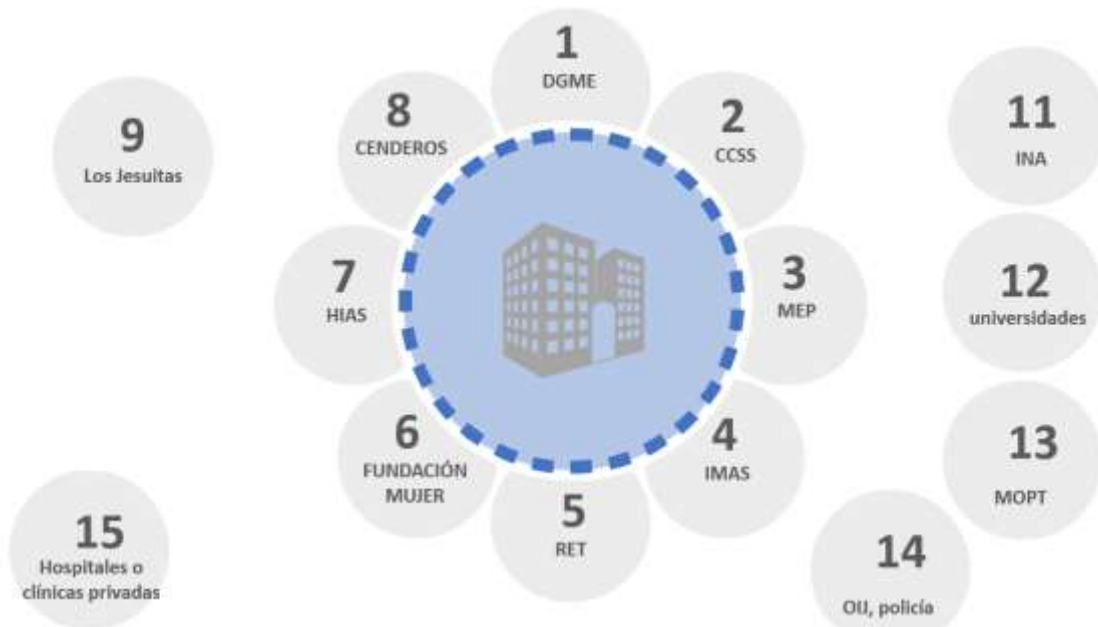 1
DGME
2
CCSS
3
MEP
4
IMAS
5
RET
6
FUNDACIÓN
MUJER
7
HIAS
8
CENDEROS
9
Los Jesuitas
11
INA
12
universidades
13
MOPT
14
OIJ, policía
15
Hospitales o
clínicas privadas